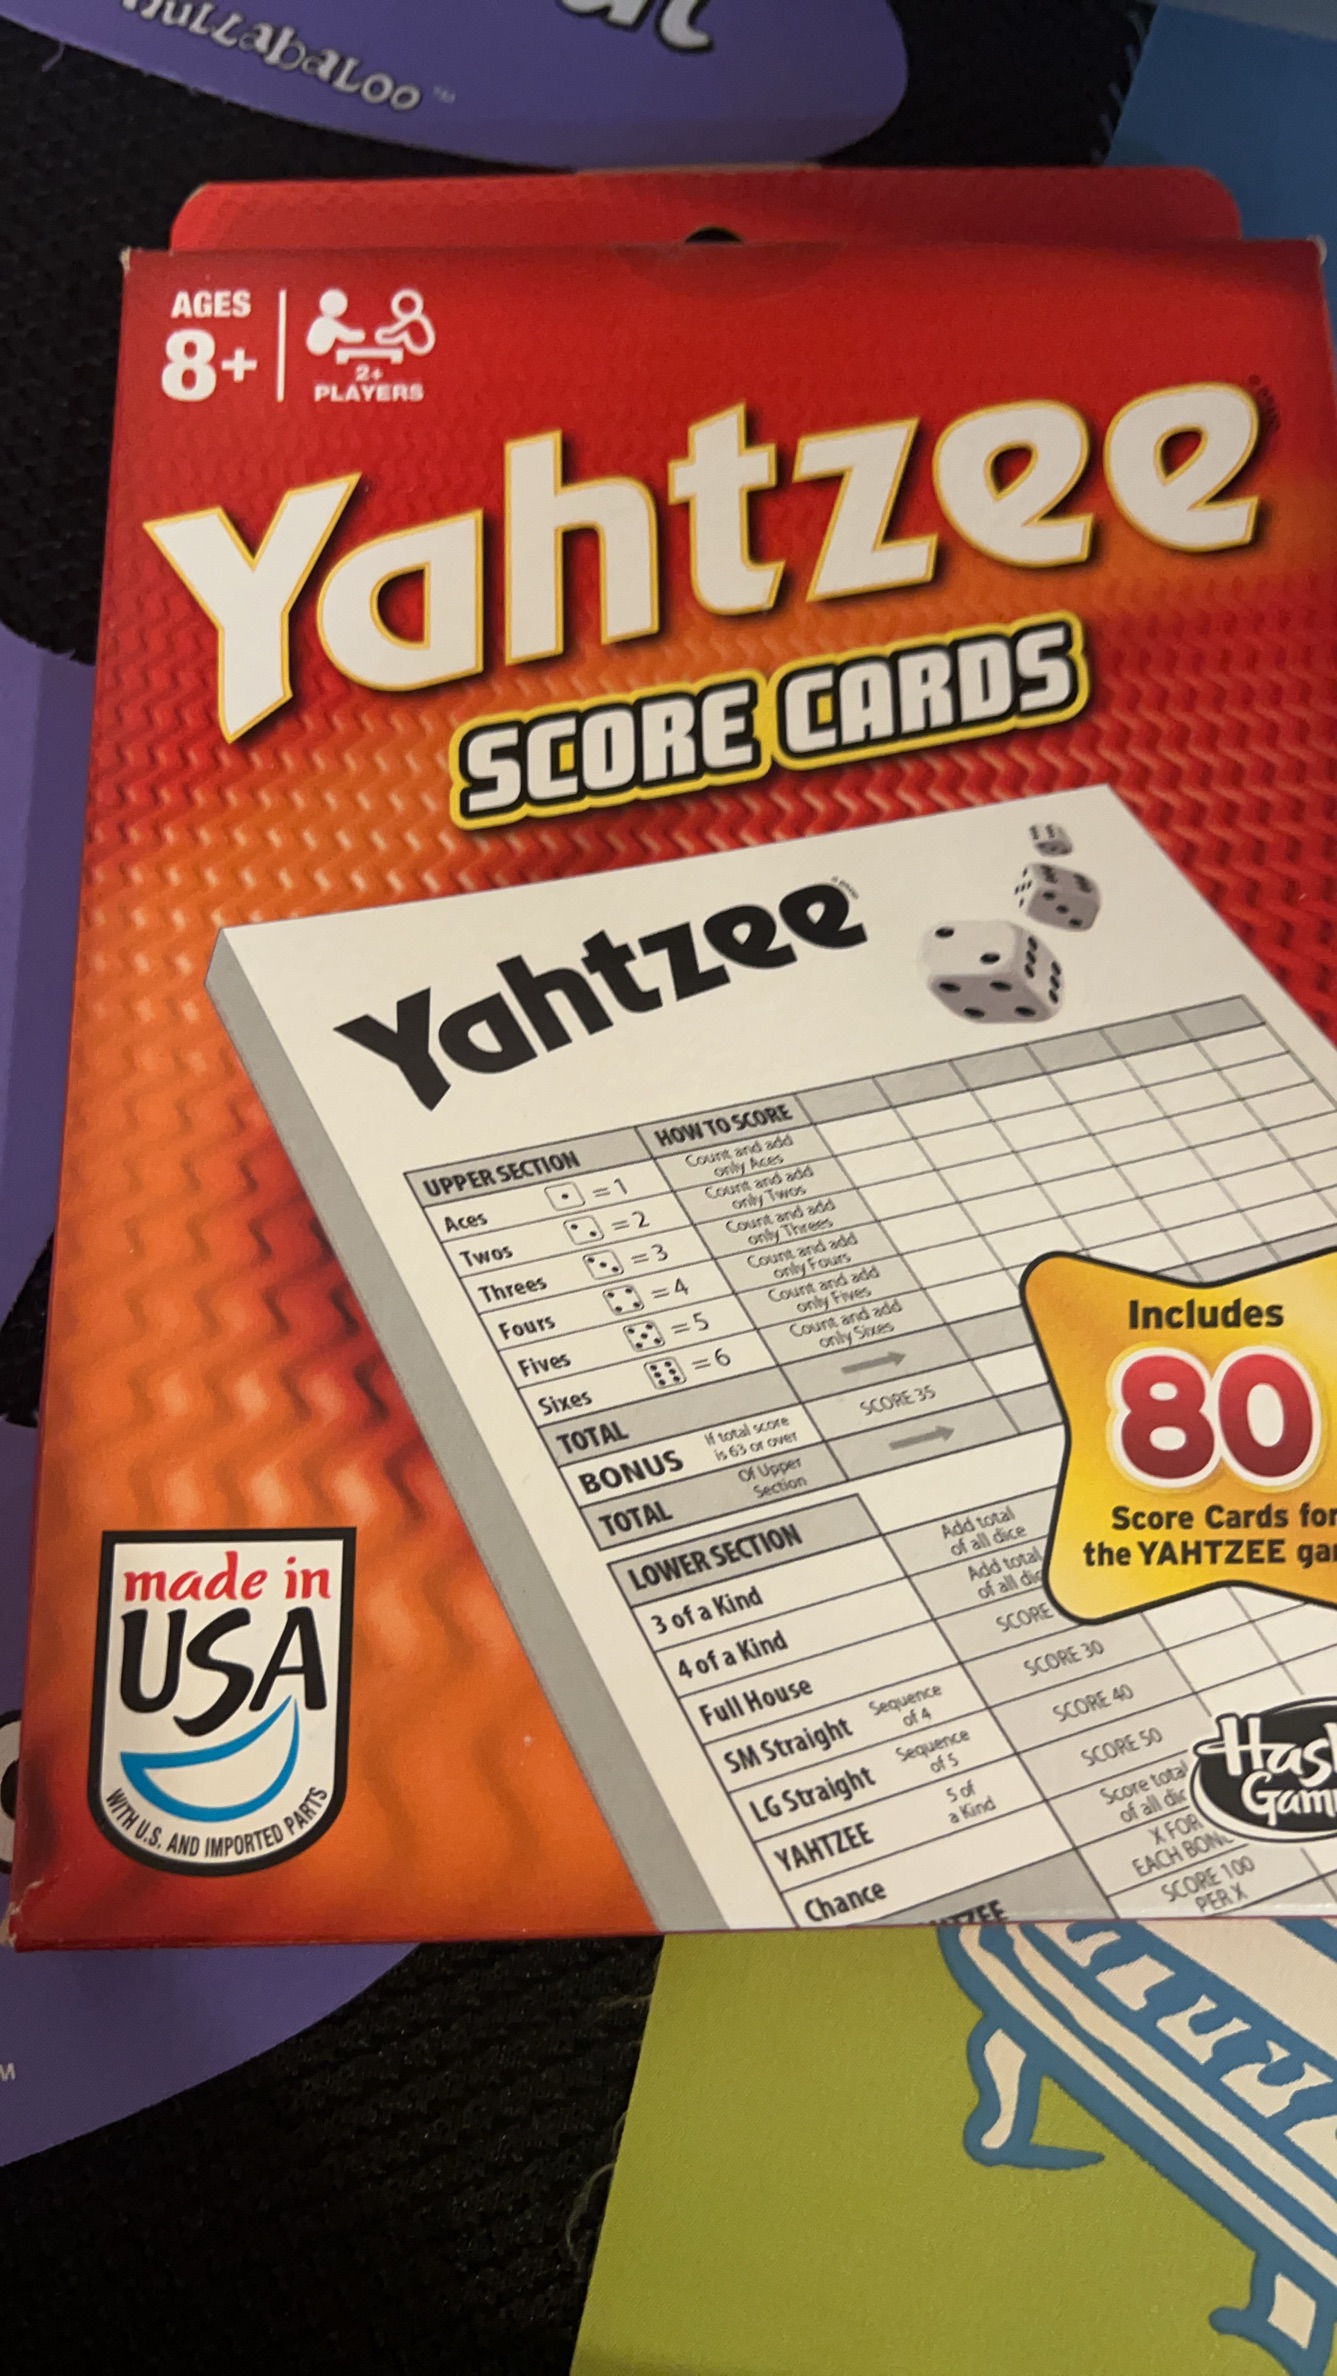 HuLLabaLoo™
AGES
8+
2+
PLAYERS
Yahtzee
SCORE CARDS
Yahtzee
UPPER SECTION
HOW TO SCORE
Aces
=1
Count and add
only Aces
Twos
=2
Count and add
only Twos
Threes
=3
Count and add
only Threes
Fours
=4
Count and add
only Fours
Fives
=5
Count and add
only Fives
Sixes
=6
Count and add
only Sixes
TOTAL
BONUS
If total score
is 63 or over
SCORE 35
TOTAL
Of Upper
Section
LOWER SECTION
3 of a Kind
Add total
of all dice
4 of a Kind
Add total
of all dic
Full House
SCORE
SM Straight
Sequence
of 4
SCORE 30
LG Straight
Sequence
of 5
SCORE 40
YAHTZEE
5 of
a Kind
SCORE 50
Chance
Score total
of all dic
X FOR
EACH BON
SCORE 100
PER X
Includes
80
Score Cards for
the YAHTZEE ga
Hasb
Gam
made in
USA
WITH U.S. AND IMPORTED PARTS